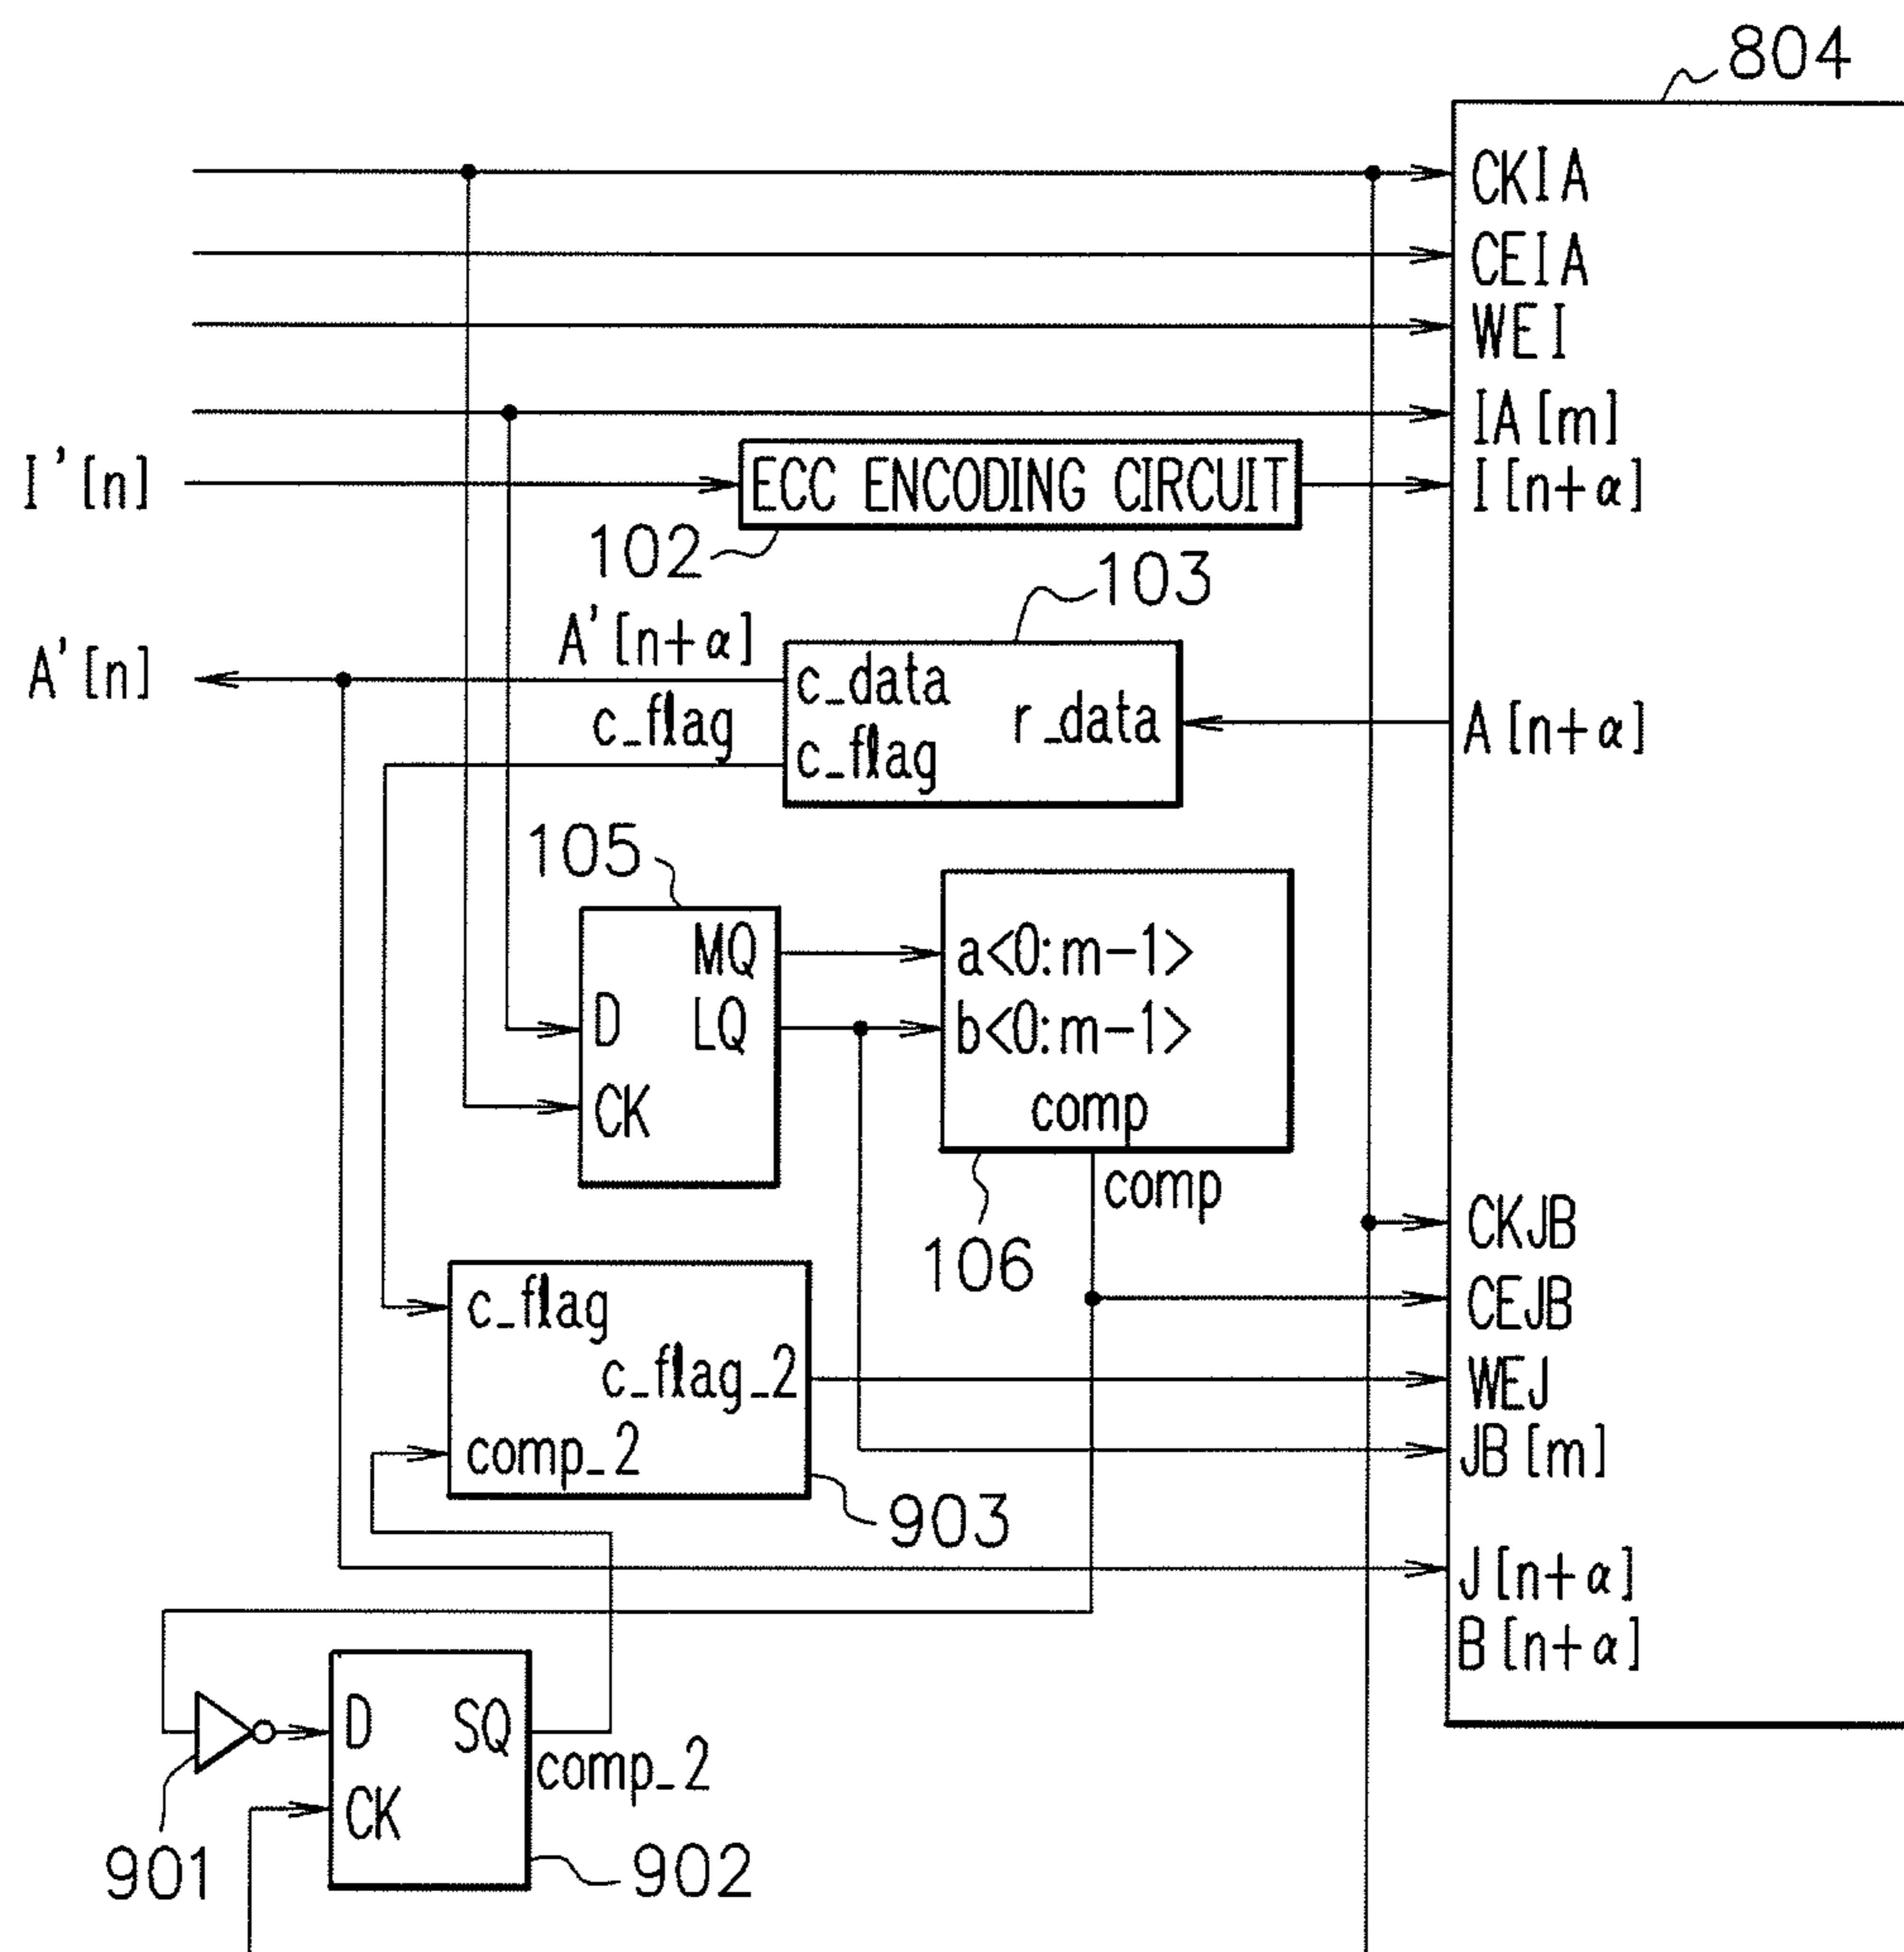 804
CKIA
CEIA
WEI
IA[m]
I'[n]
ECC ENCODING CIRCUIT
I[n+α]
102
103
A'[n+α]
A'[n]
c_data
c_flag
r_data
c_flag
A[n+α]
105
MQ
LQ
D
CK
a<0:m-1>
b<0:m-1>
comp
comp
106
CKJB
c_flag
CEJB
c_flag_2
WEJ
comp_2
JB[m]
903
J[n+α]
B[n+α]
D
SQ
comp_2
CK
901
902